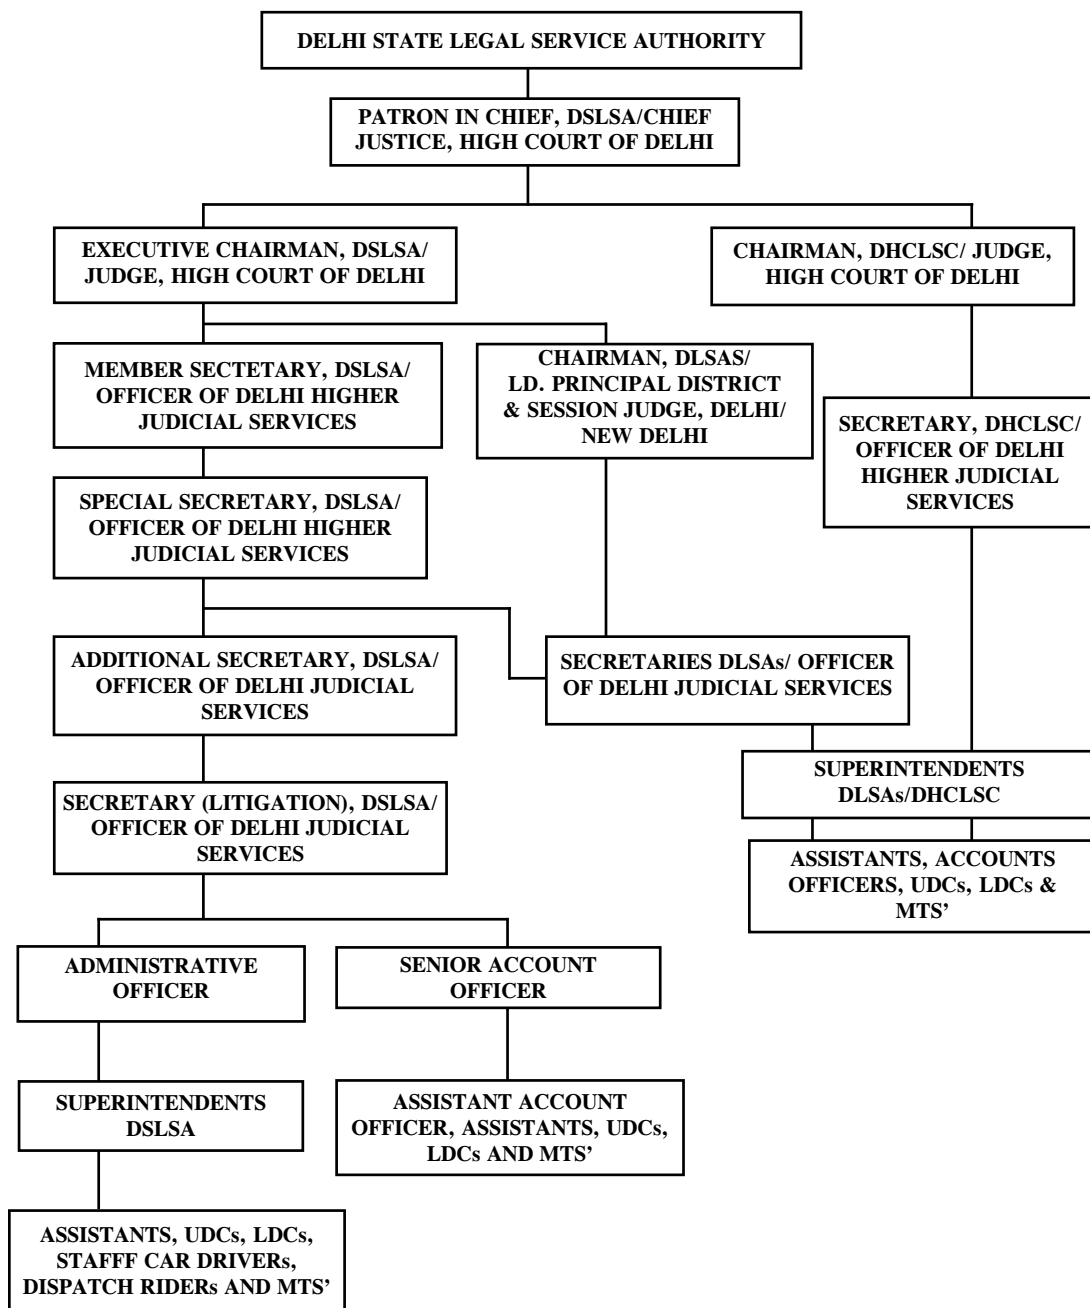 DELHI STATE LEGAL SERVICE AUTHORITY
PATRON IN CHIEF, DSLSA/CHIEF
JUSTICE, HIGH COURT OF DELHI
EXECUTIVE CHAIRMAN, DSLSA/
JUDGE, HIGH COURT OF DELHI
CHAIRMAN, DHCLSC/ JUDGE,
HIGH COURT OF DELHI
MEMBER SECTETARY, DSLSA/
OFFICER OF DELHI HIGHER
JUDICIAL SERVICES
CHAIRMAN, DLSAS/
LD. PRINCIPAL DISTRICT
& SESSION JUDGE, DELHI/
NEW DELHI
SECRETARY, DHCLSC/
OFFICER OF DELHI
HIGHER JUDICIAL
SERVICES
SPECIAL SECRETARY, DSLSA/
OFFICER OF DELHI HIGHER
JUDICIAL SERVICES
ADDITIONAL SECRETARY, DSLSA/
OFFICER OF DELHI JUDICIAL
SERVICES
SECRETARIES DLSAs/ OFFICER
OF DELHI JUDICIAL SERVICES
SECRETARY (LITIGATION), DSLSA/
OFFICER OF DELHI JUDICIAL
SERVICES
SUPERINTENDENTS
DLSAs/DHCLSC
ASSISTANTS, ACCOUNTS
OFFICERS, UDCs, LDCs &
MTS’
ADMINISTRATIVE
OFFICER
SENIOR ACCOUNT
OFFICER
SUPERINTENDENTS
DSLSA
ASSISTANT ACCOUNT
OFFICER, ASSISTANTS, UDCs,
LDCs AND MTS’
ASSISTANTS, UDCs, LDCs,
STAFFF CAR DRIVERs,
DISPATCH RIDERs AND MTS’